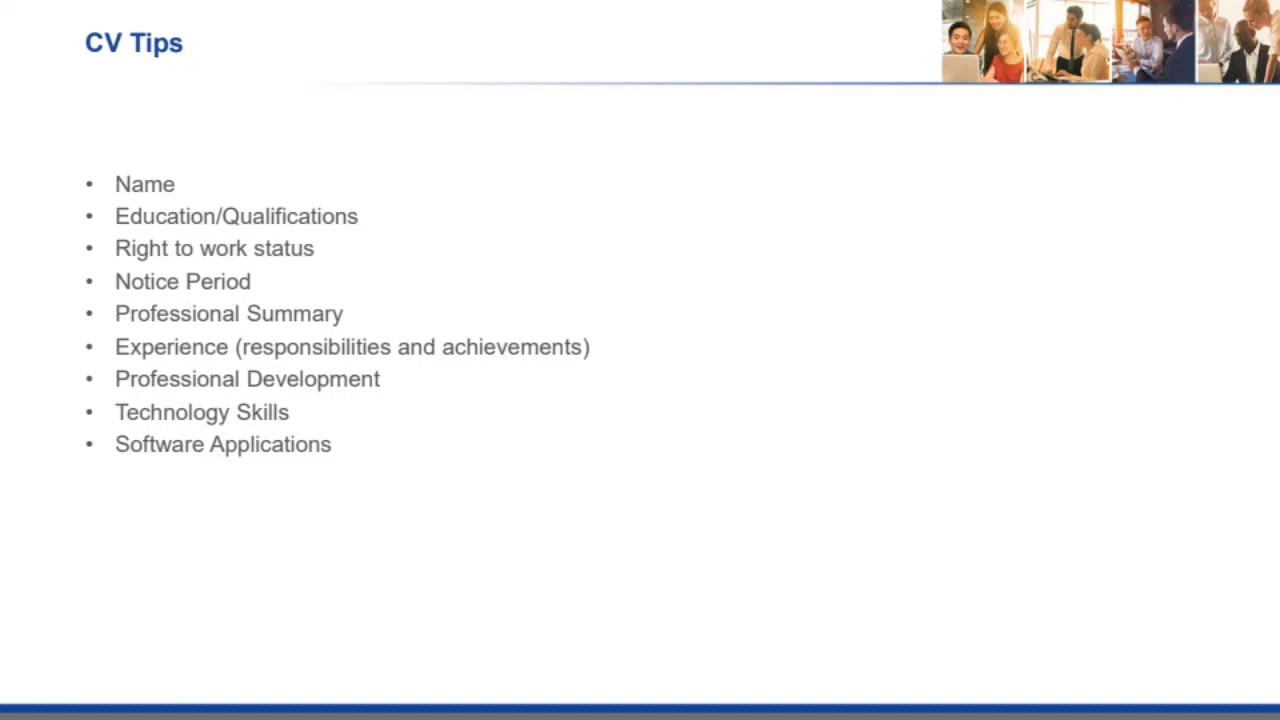 CV Tips
• Name
• Education/Qualifications
• Right to work status
• Notice Period
• Professional Summary
• Experience (responsibilities and achievements)
• Professional Development
• Technology Skills
• Software Applications